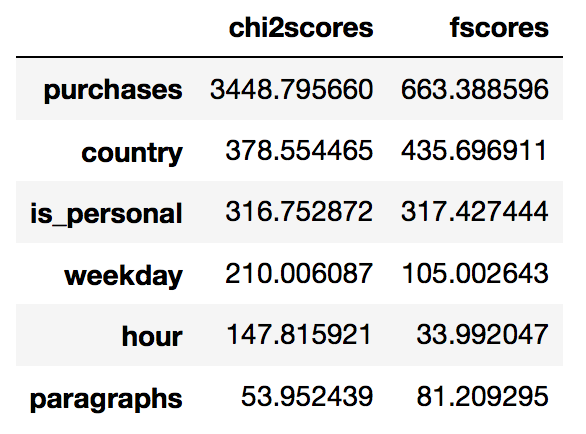 chi2scores fscores
purchases 3448.795660 663.388596
country 378.554465 435.696911
is_personal 316.752872 317.427444
weekday 210.006087 105.002643
hour 147.815921 33.992047
paragraphs 53.952439 81.209295